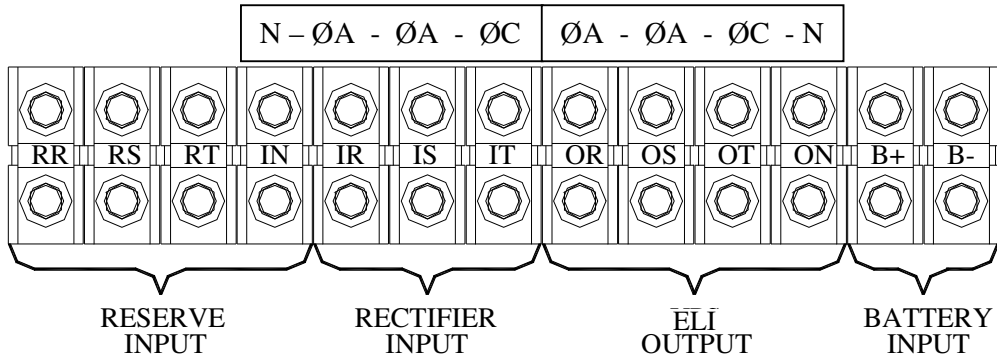 N – ØA - ØA - ØC ØA - ØA - ØC - N
RR RS RT IN IR IS IT OR OS OT ON B+ B-
RESERVE INPUT RECTIFIER INPUT ELI OUTPUT BATTERY INPUT